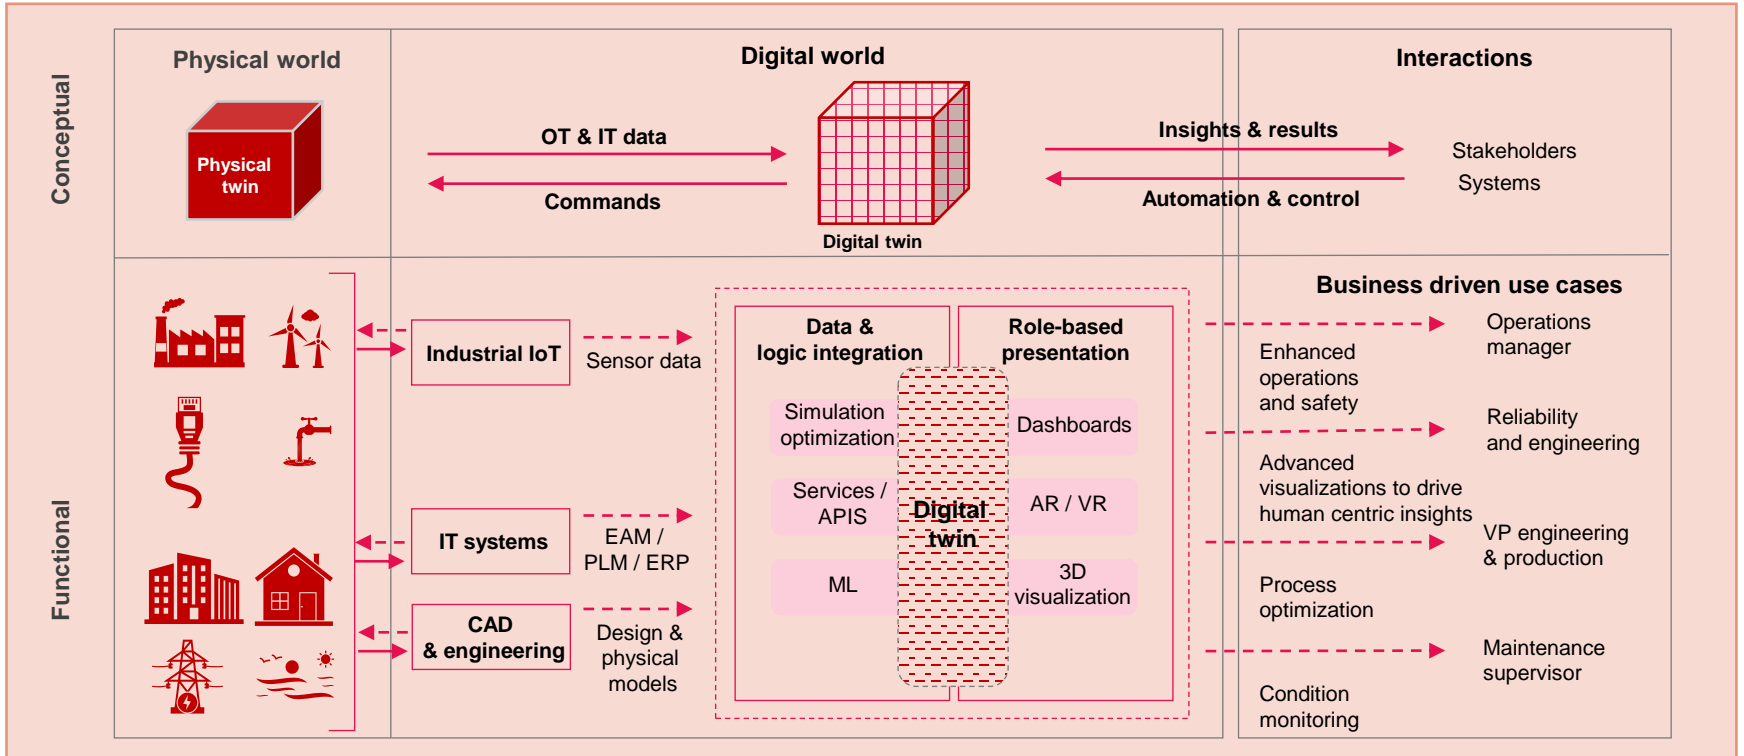 Conceptual
Physical world
Physical
twin
Digital world
OT & IT data
Commands
Digital twin
Insights & results
Automation & control
Interactions
Stakeholders
Systems
Functional
Industrial IoT
Sensor data
IT systems
EAM /
PLM / ERP
CAD
& engineering
Design &
physical
models
Data &
logic integration
Simulation
optimization
Services /
APIS
ML
Digital
twin
Role-based
presentation
Dashboards
AR / VR
3D
visualization
Business driven use cases
Operations
manager
Enhanced
operations
and safety
Reliability
and engineering
Advanced
visualizations to drive
human centric insights
VP engineering
& production
Process
optimization
Maintenance
supervisor
Condition
monitoring